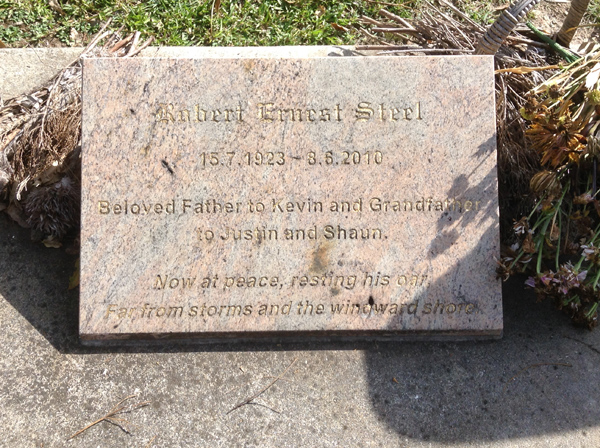 Robert Ernest Steel
15.7.1923 - 8.6.2010
Beloved Father to Kevin and Grandfather
to Justin and Shaun.
Now at peace, resting his oar
Far from storms and the windward shore